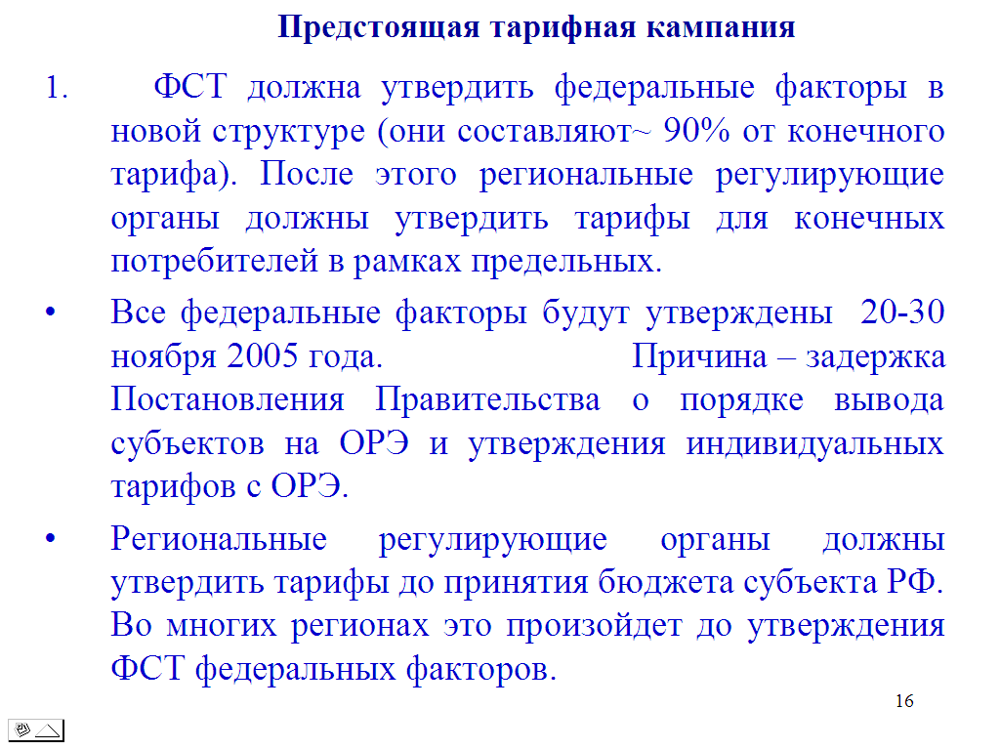 Предстоящая тарифная кампания
1. ФСТ должна утвердить федеральные факторы в
новой структуре (они составляют~ 90% от конечного
тарифа). После этого региональные регулирующие
органы должны утвердить тарифы для конечных
потребителей в рамках предельных.
• Все федеральные факторы будут утверждены 20-30
ноября 2005 года. Причина – задержка
Постановления Правительства о порядке вывода
субъектов на ОРЭ и утверждения индивидуальных
тарифов с ОРЭ.
• Региональные регулирующие органы должны
утвердить тарифы до принятия бюджета субъекта РФ.
Во многих регионах это произойдет до утверждения
ФСТ федеральных факторов.
16